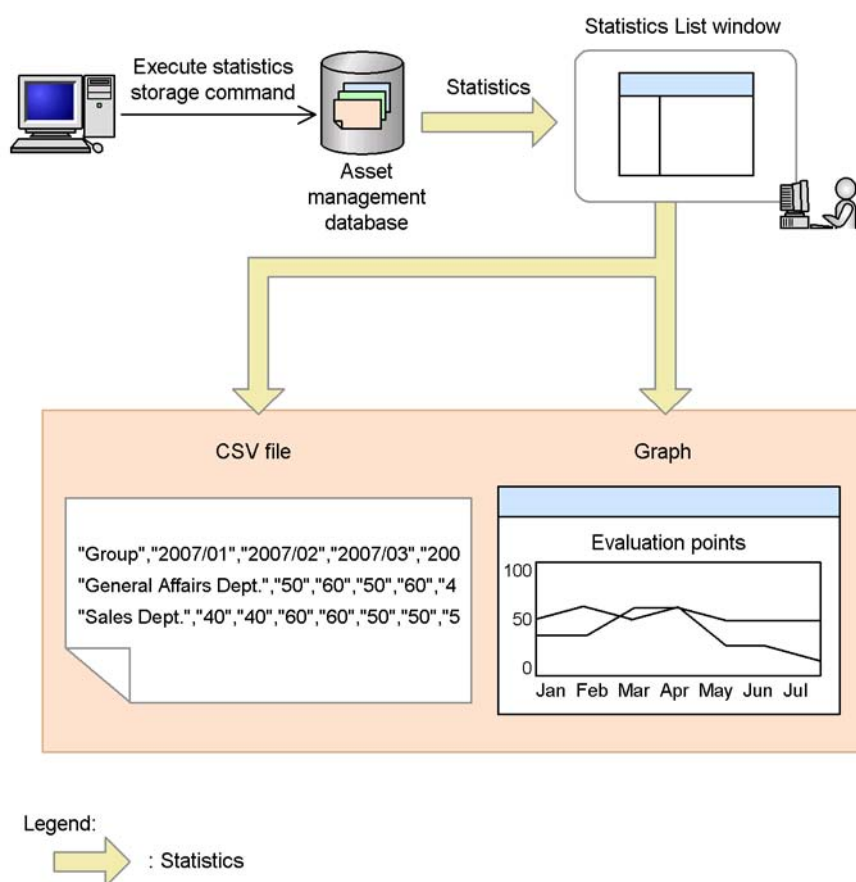 Statistics List window
Execute statistics
storage command
Statistics
Asset
management
database
CSV file
"Group","2007/01","2007/02","2007/03","200
"General Affairs Dept.","50","60","50","60","4
"Sales Dept.","40","40","60","60","50","50","5
Graph
Evaluation points
100
50
0
Jan Feb Mar Apr May Jun Jul
Legend:
: Statistics